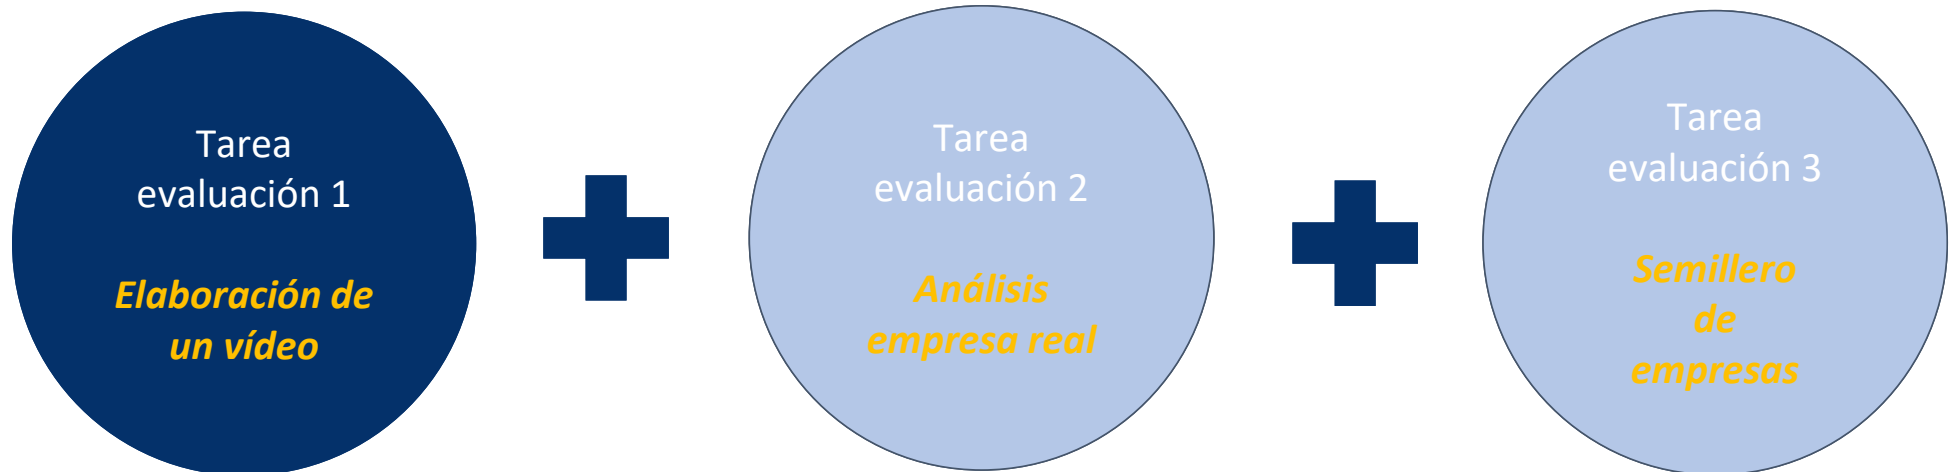 Tarea
evaluación 1
Elaboración de
un vídeo
Tarea
evaluación 2
Análisis
empresa real
Tarea
evaluación 3
Semillero
de
empresas